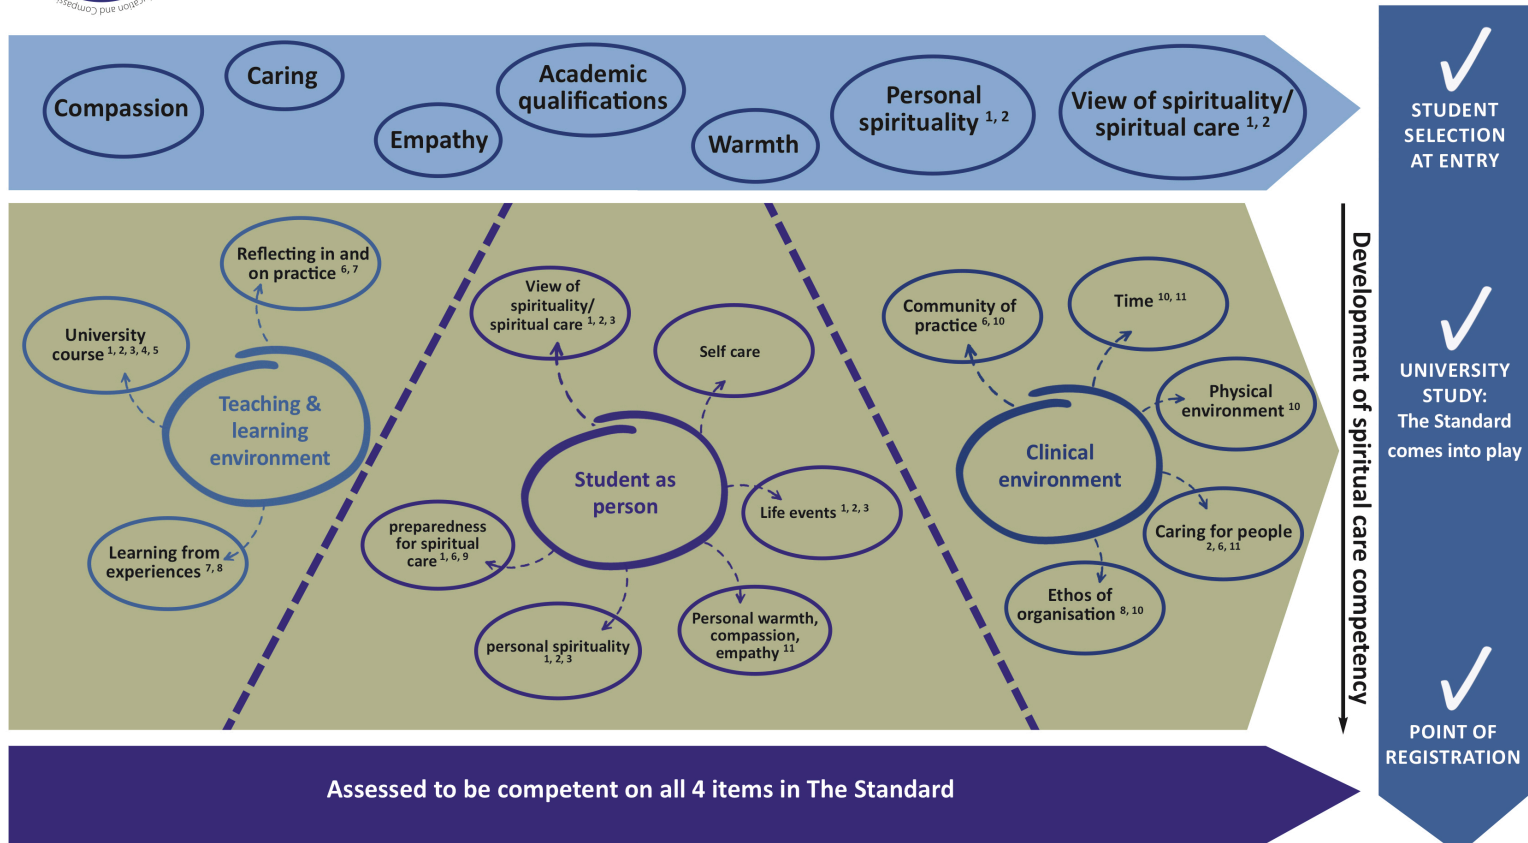 ucation and Compassi
Compassion
Caring
Empathy
Academic
qualifications
Warmth
Personal
spirituality 1, 2
View of spirituality/
spiritual care 1, 2
STUDENT
SELECTION
AT ENTRY
Reflecting in and
on practice 6, 7
University
course 1, 2, 3, 4, 5
Teaching &
learning
environment
Learning from
experiences 7, 8
View of
spirituality/
spiritual care 1, 2, 3
Self care
Student as
person
Life events 1, 2, 3
preparedness
for spiritual
care 1, 6, 9
personal spirituality
1, 2, 3
Personal warmth,
compassion,
empathy 11
Community of
practice 6, 10
Time 10, 11
Physical
environment 10
Clinical
environment
Caring for people
2, 6, 11
Ethos of
organisation 8, 10
Development of spiritual care competency
UNIVERSITY
STUDY:
The Standard
comes into play
POINT OF
REGISTRATION
Assessed to be competent on all 4 items in The Standard